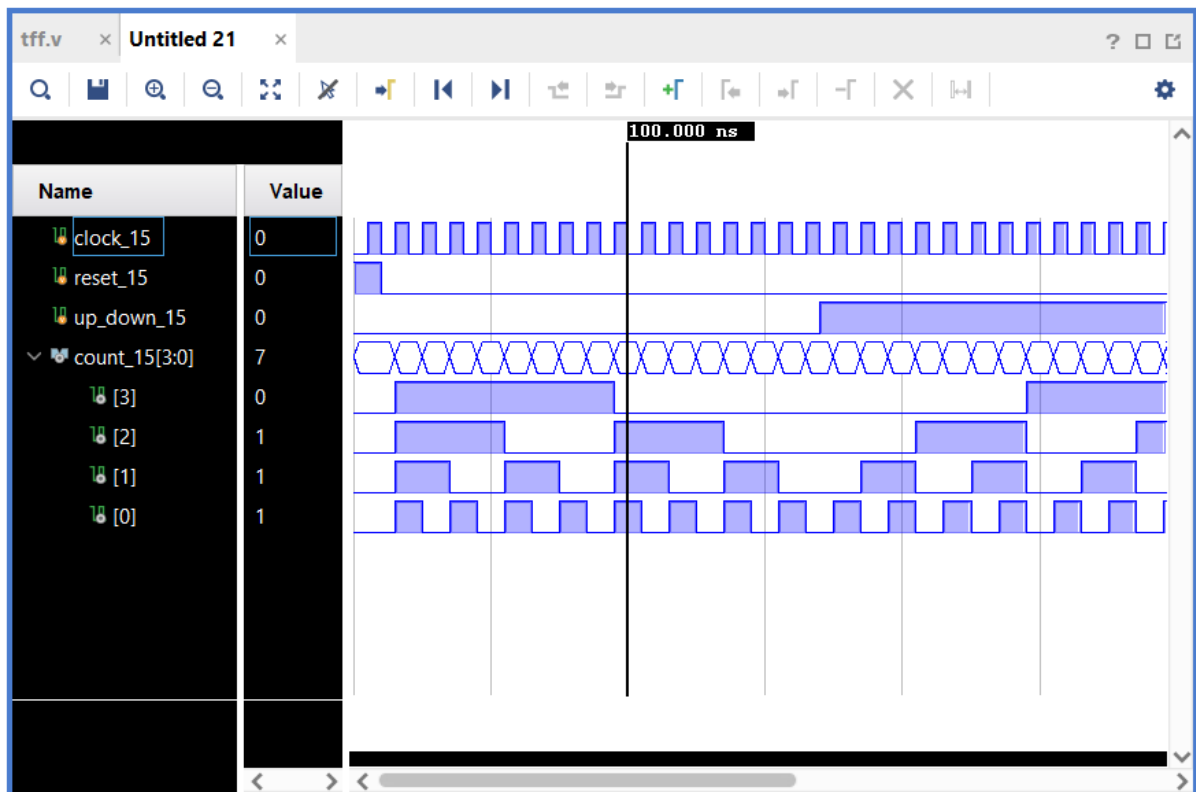 tff.v × Untitled 21 × ?
100.000 ns
Name Value
clock_15 0
reset_15 0
up_down_15 0
count_15[3:0] 7
[3] 0
[2] 1
[1] 1
[0] 1